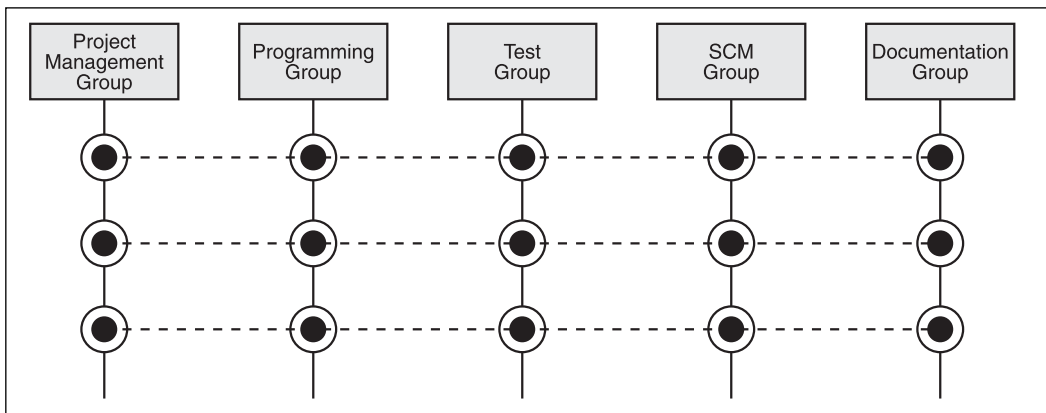 Project
Management
Group
Programming
Group
Test
Group
SCM
Group
Documentation
Group